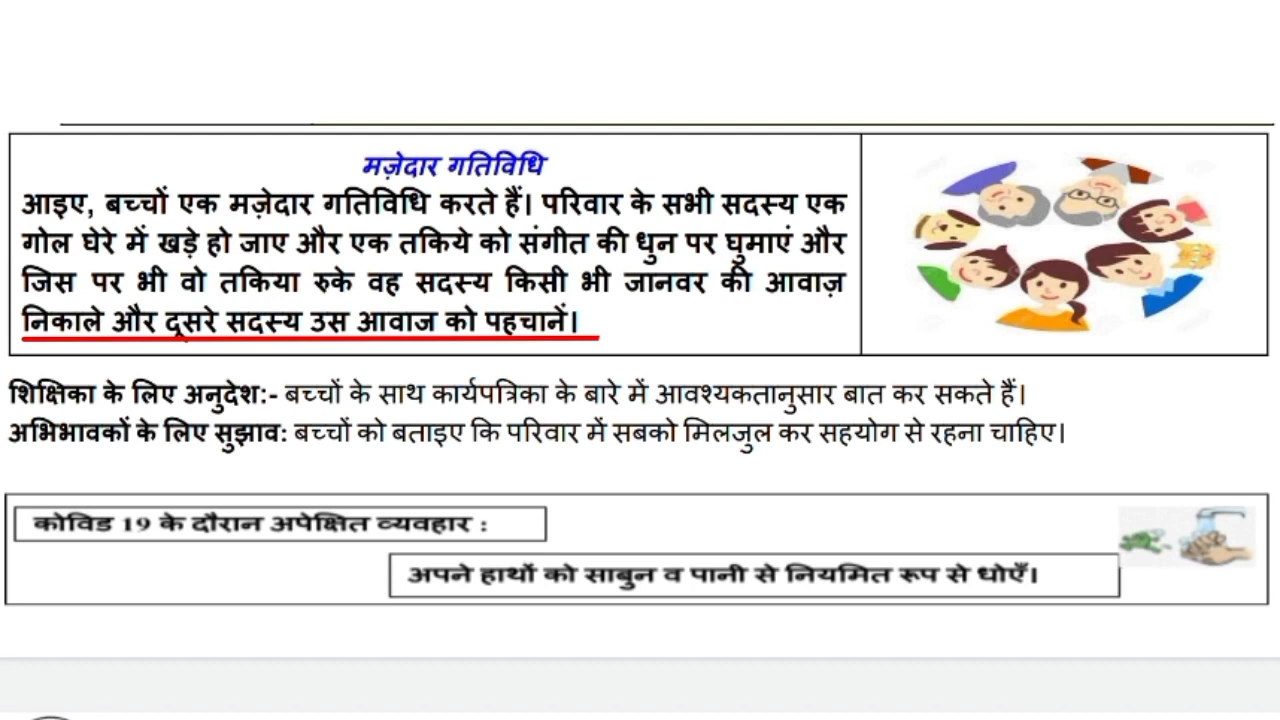 मज़ेदार गतिविधि
आइए, बच्चों एक मज़ेदार गतिविधि करते हैं। परिवार के सभी सदस्य एक
गोल घेरे में खड़े हो जाए और एक तकिये को संगीत की धुन पर घुमाएं और
जिस पर भी वो तकिया रुके वह सदस्य किसी भी जानवर की आवाज़
निकाले और दूसरे सदस्य उस आवाज को पहचानें।
शिक्षिका के लिए अनुदेश:- बच्चों के साथ कार्यपत्रिका के बारे में आवश्यकतानुसार बात कर सकते हैं।
अभिभावकों के लिए सुझाव: बच्चों को बताइए कि परिवार में सबको मिलजुल कर सहयोग से रहना चाहिए।
कोविड 19 के दौरान अपेक्षित व्यवहार :
अपने हाथों को साबुन व पानी से नियमित रूप से धोएँ।